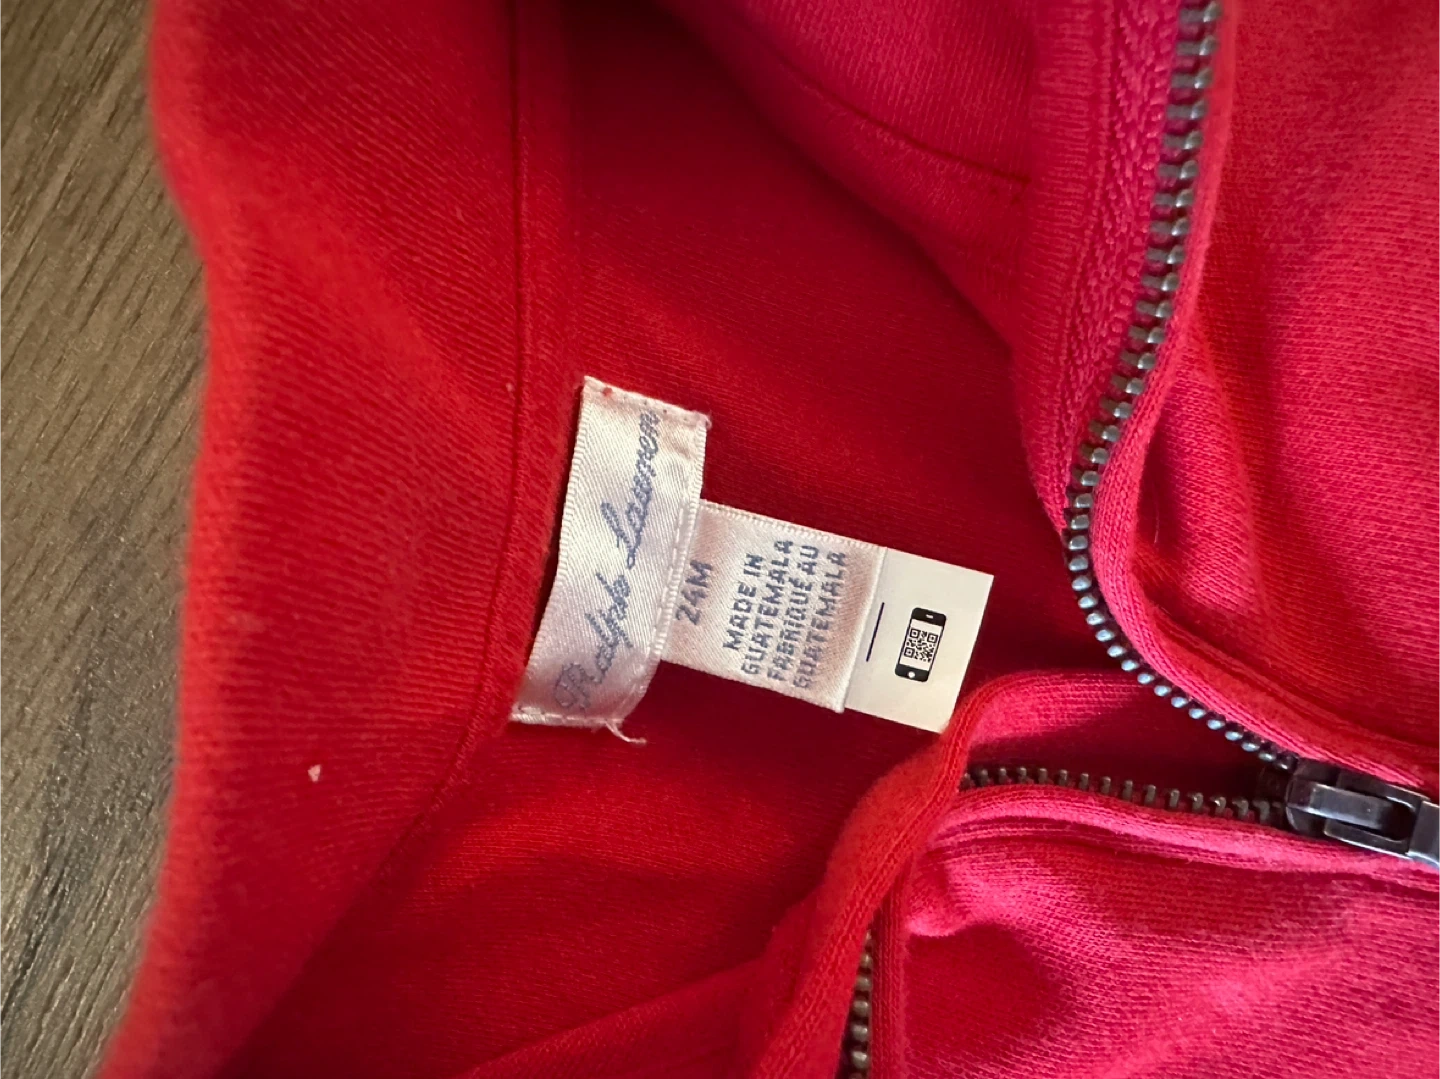 Ralph Lauren
24M
MADE IN
GUATEMALA
FABRIQUÉ AU
GUATEMALA